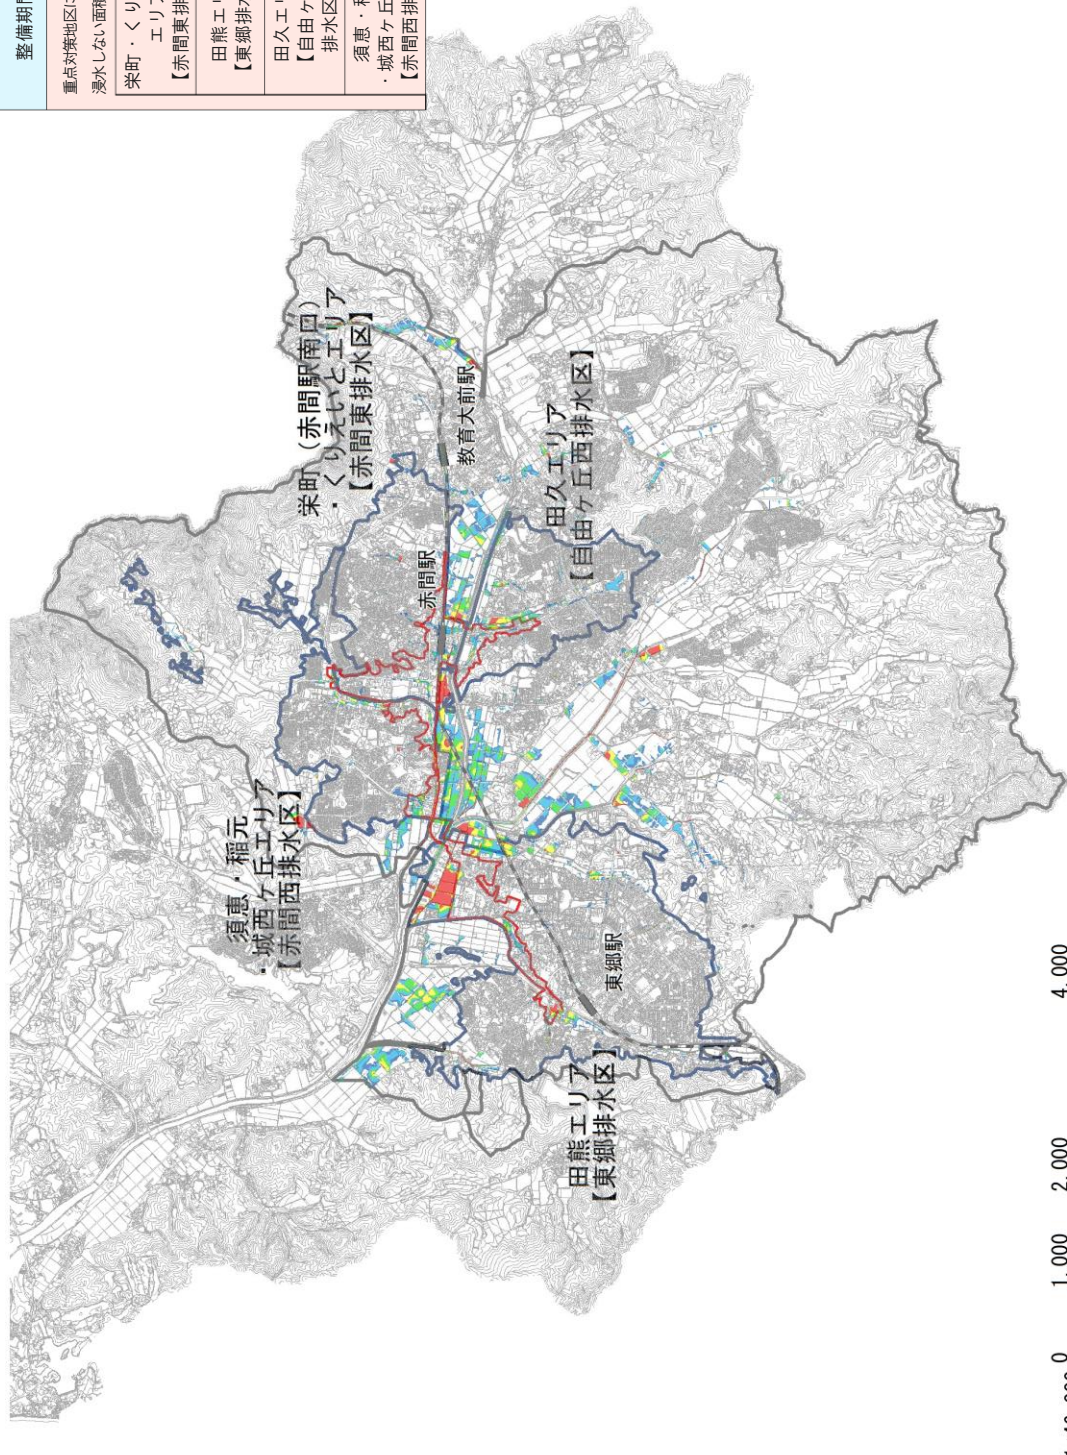 整備期
重点対策地区に
浸水しない面積
栄町・くり
エリア
【赤間東排
田熊エリ
【東郷排水
田久エリ
【自由ケ
排水区
須恵・
・城西ヶ丘
【赤間西排
栄町（赤間駅南口）
・くりえいとエリア
【赤間東排水区】
教育大前駅
田久エリア
【自由ヶ丘西排水区】
赤間駅
須恵・稲元
・城西ヶ丘エリア
【赤間西排水区】
東郷駅
田熊エリア
【東郷排水区】
0 1,000 2,000 4,000